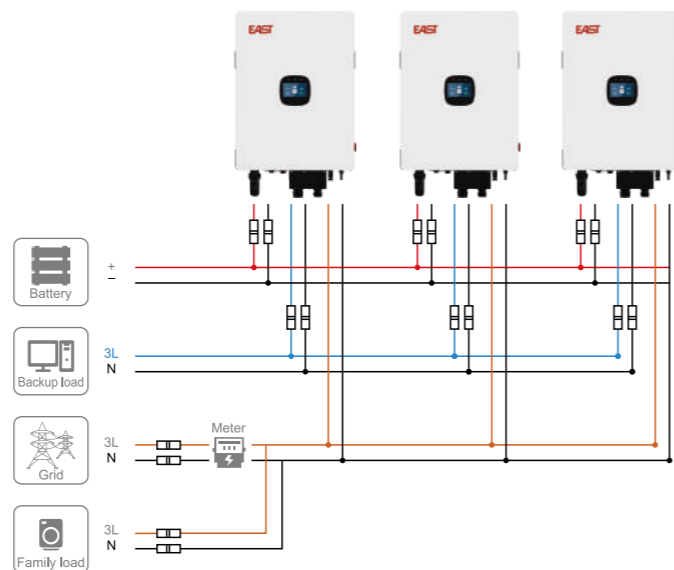 EAST
EAST
EAST
+
−
Battery
3L
N
Backup load
Meter
3L
N
Grid
3L
N
Family load